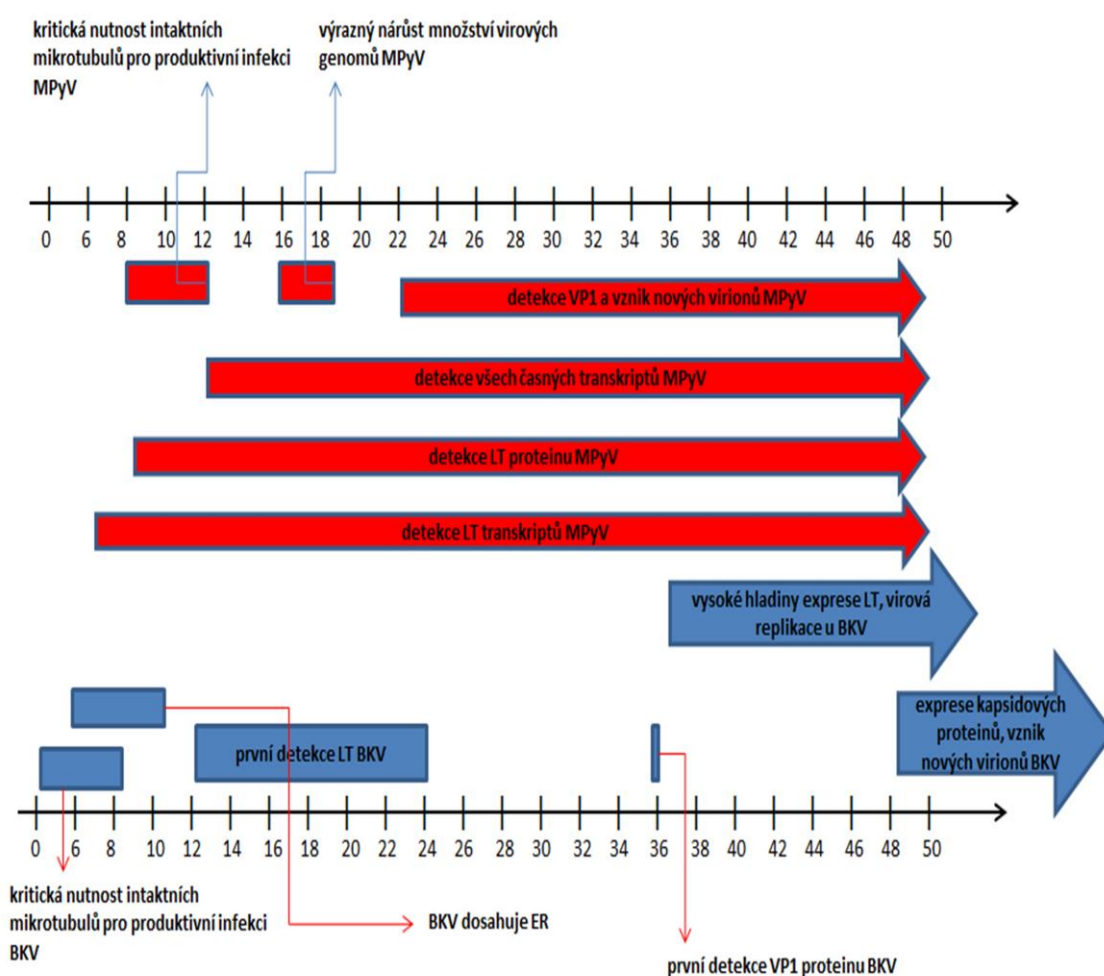 kritická nutnost intaktních
mikrotubulů pro produktivní infekci
MPyV
výrazný nárůst množství virových
genomů MPyV
0 6 8 10 12 14 16 18 20 22 24 26 28 30 32 34 36 38 40 42 44 46 48 50
detekce VP1 a vznik nových virionů MPyV
detekce všech časných transkriptů MPyV
detekce LT proteinu MPyV
detekce LT transkriptů MPyV
vysoké hladiny exprese LT, virová
replikace u BKV
exprese kapsidových
proteinů, vznik
nových virionů BKV
první detekce LT BKV
0 6 8 10 12 14 16 18 20 22 24 26 28 30 32 34 36 38 40 42 44 46 48 50
kritická nutnost intaktních
mikrotubulů pro produktivní infekci
BKV
BKV dosahuje ER
první detekce VP1 proteinu BKV